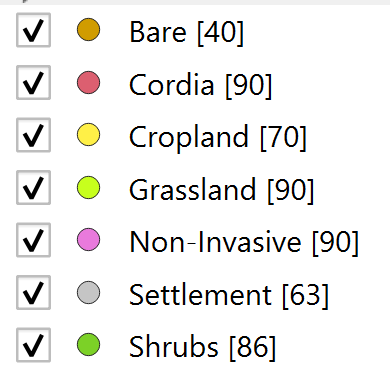 Bare [40]
Cordia [90]
Cropland [70]
Grassland [90]
Non-Invasive [90]
Settlement [63]
Shrubs [86]